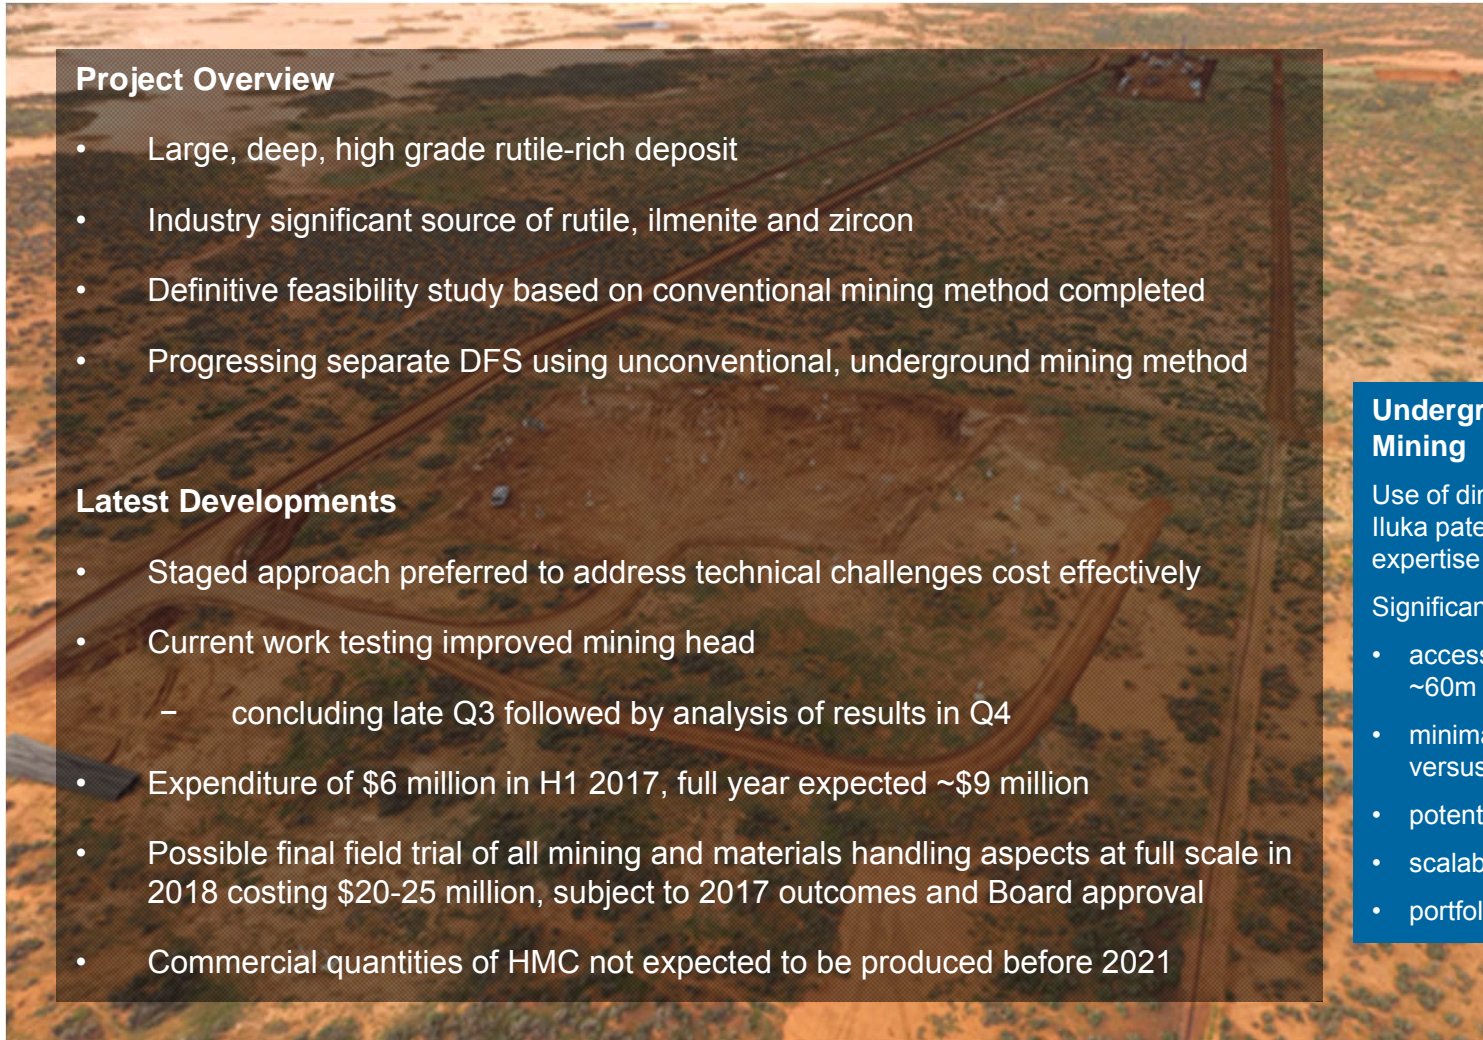 Project Overview
• Large, deep, high grade rutile-rich deposit
• Industry significant source of rutile, ilmenite and zircon
• Definitive feasibility study based on conventional mining method completed
• Progressing separate DFS using unconventional, underground mining method
Latest Developments
• Staged approach preferred to address technical challenges cost effectively
• Current work testing improved mining head
– concluding late Q3 followed by analysis of results in Q4
• Expenditure of $6 million in H1 2017, full year expected ~$9 million
• Possible final field trial of all mining and materials handling aspects at full scale in
2018 costing $20-25 million, subject to 2017 outcomes and Board approval
• Commercial quantities of HMC not expected to be produced before 2021
Mining
Use of
Iluka
expertise
•
~60m
•
•
•
•